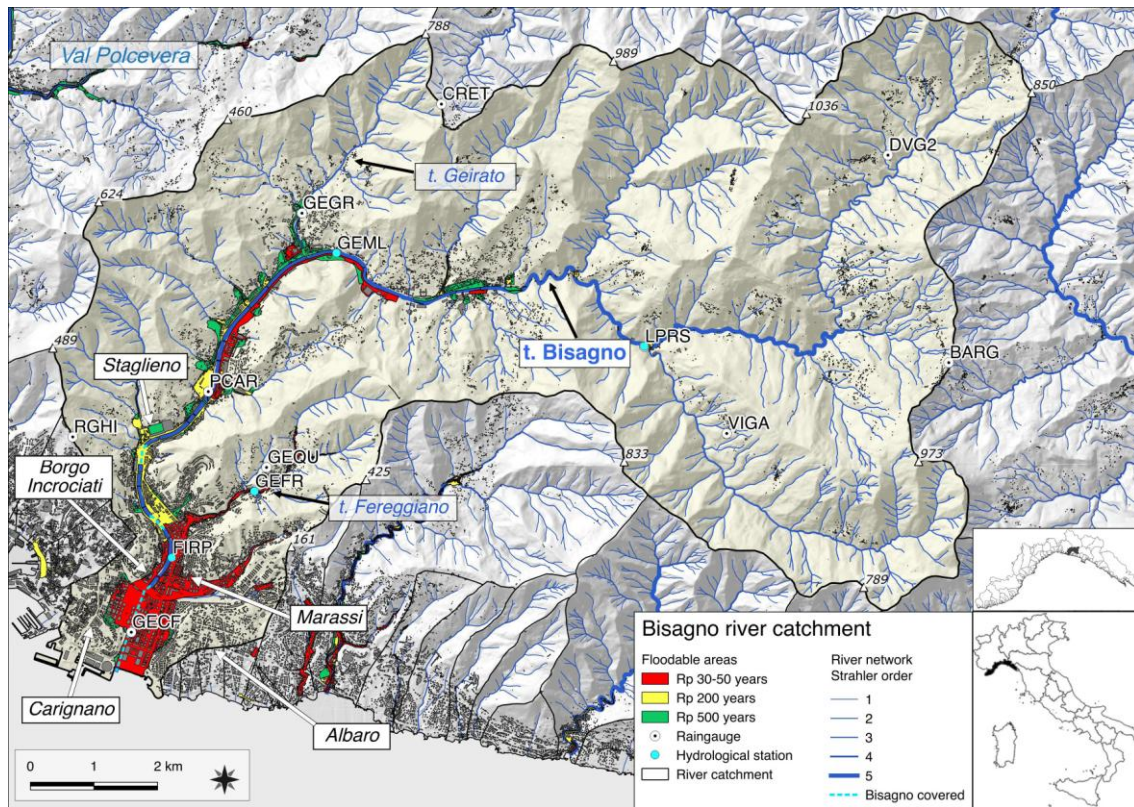 788
989
Val Polcevera
850
CRET
460
1036
DVG2
t. Geirato
624
GEGR
GEML
489
LPRS
t. Bisagno
BARG
Staglieno
PCAR
RGHI
VIGA
GEQU
833
973
425
Borgo
Incrociati
GEFR
t. Fereggiano
161
FIRP
789
Marassi
GECF
Carignano
Albaro
0 1 2 km
Bisagno river catchment
Floodable areas
Rp 30-50 years
Rp 200 years
Rp 500 years
Raingauge
Hydrological station
River catchment
River network
Strahler order
1
2
3
4
5
Bisagno covered